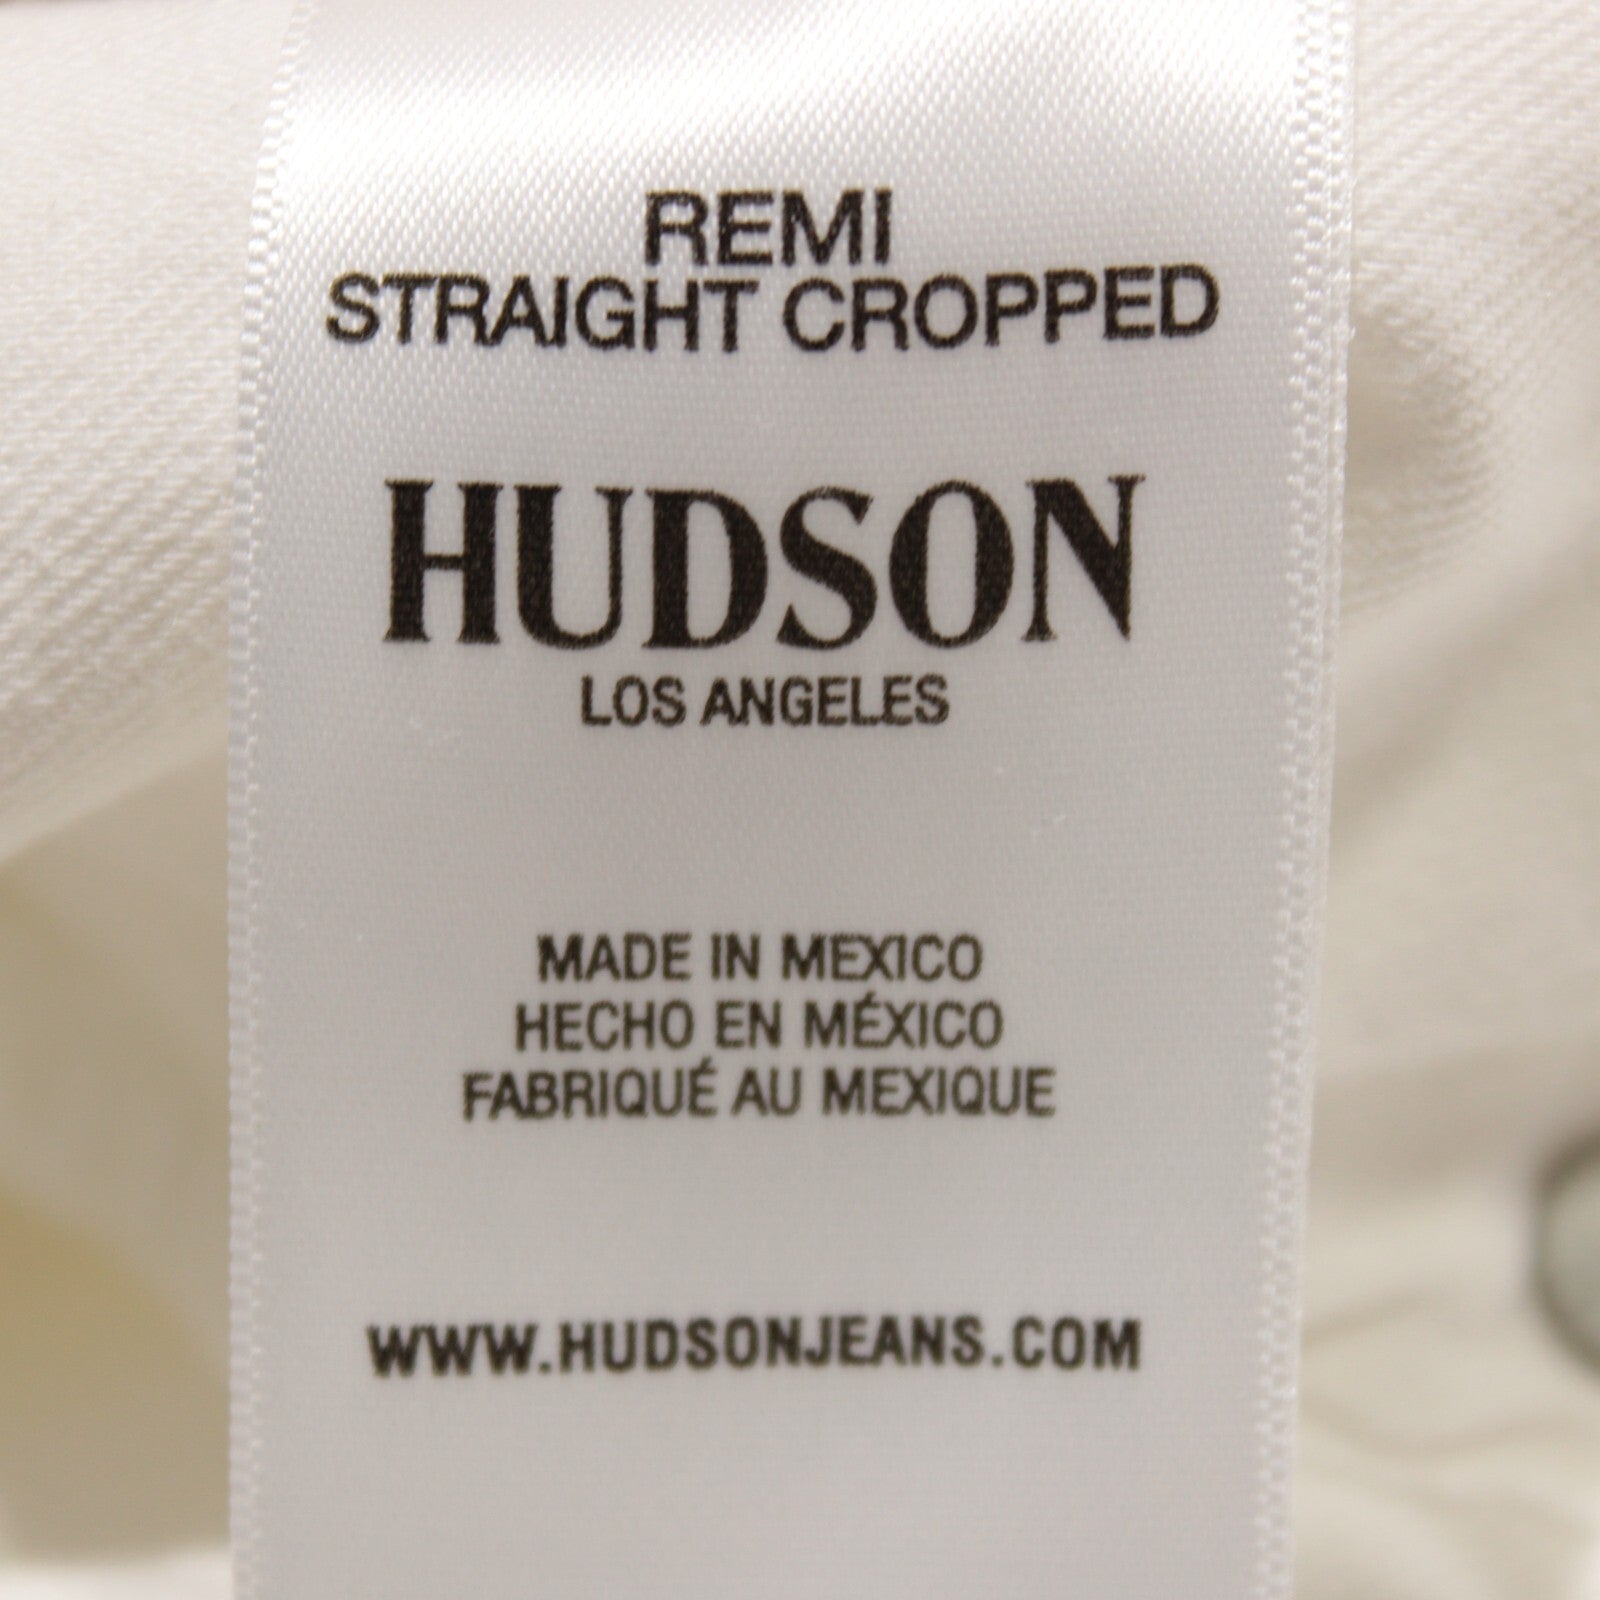 REMI
STRAIGHT CROPPED
HUDSON
LOS ANGELES
MADE IN MEXICO
HECHO EN MÉXICO
FABRIQUÉ AU MEXIQUE
WWW.HUDSONJEANS.COM